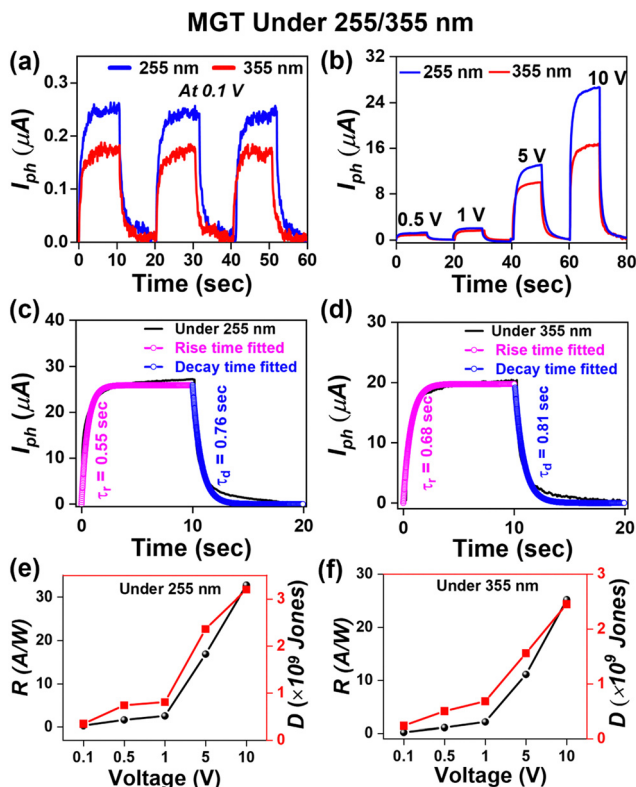 MGT Under 255/355 nm
(a)
255 nm 355 nm
At 0.1 V
I_ph (μA)
0.3
0.2
0.1
0.0
0 10 20 30 40 50 60
Time (sec)
(b)
255 nm 355 nm
10 V
5 V
0.5 V
1 V
I_ph (μA)
36
24
12
0
0 20 40 60 80
Time (sec)
(c)
Under 255 nm
Rise time fitted
Decay time fitted
τ_r = 0.55 sec
τ_d = 0.76 sec
I_ph (μA)
40
30
20
10
0
0 10 20
Time (sec)
(d)
Under 355 nm
Rise time fitted
Decay time fitted
τ_r = 0.68 sec
τ_d = 0.81 sec
I_ph (μA)
30
20
10
0
0 10 20
Time (sec)
(e)
Under 255 nm
R (A/W)
30
20
10
0
D (×10⁹ Jones)
3
2
1
0
0.1 0.5 1 5 10
Voltage (V)
(f)
Under 355 nm
R (A/W)
30
20
10
0
D (×10⁹ Jones)
3
2
1
0
0.1 0.5 1 5 10
Voltage (V)